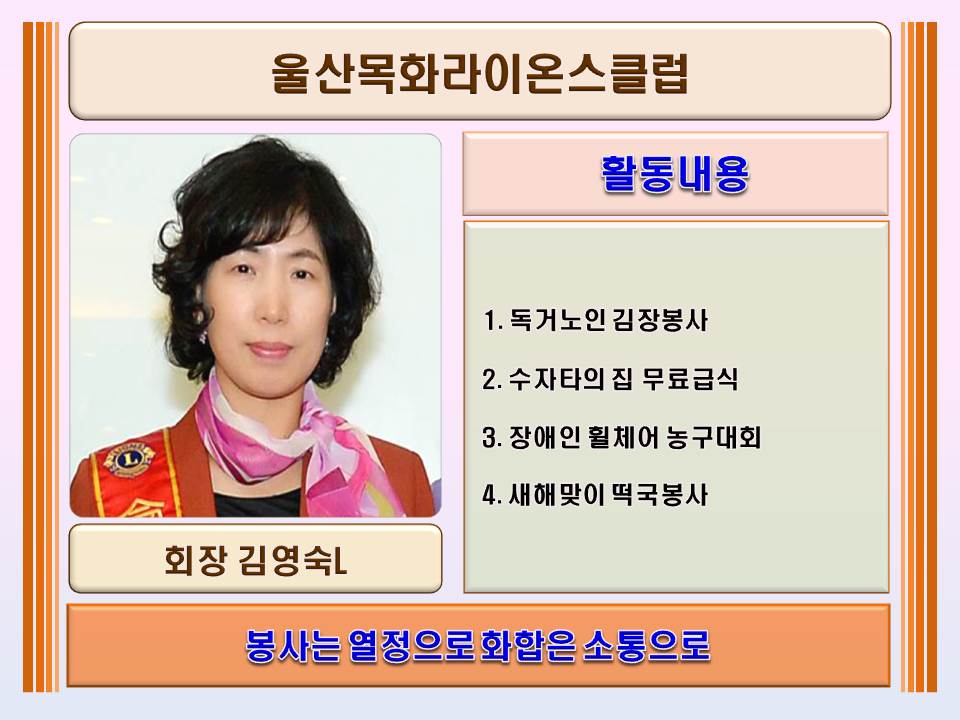 울산목화라이온스클럽
활동내용
1. 독거노인 김장봉사
2. 수자타의 집 무료급식
3. 장애인 휠체어 농구대회
4. 새해맞이 떡국봉사
회장 김영숙L
봉사는 열정으로 화합은 소통으로